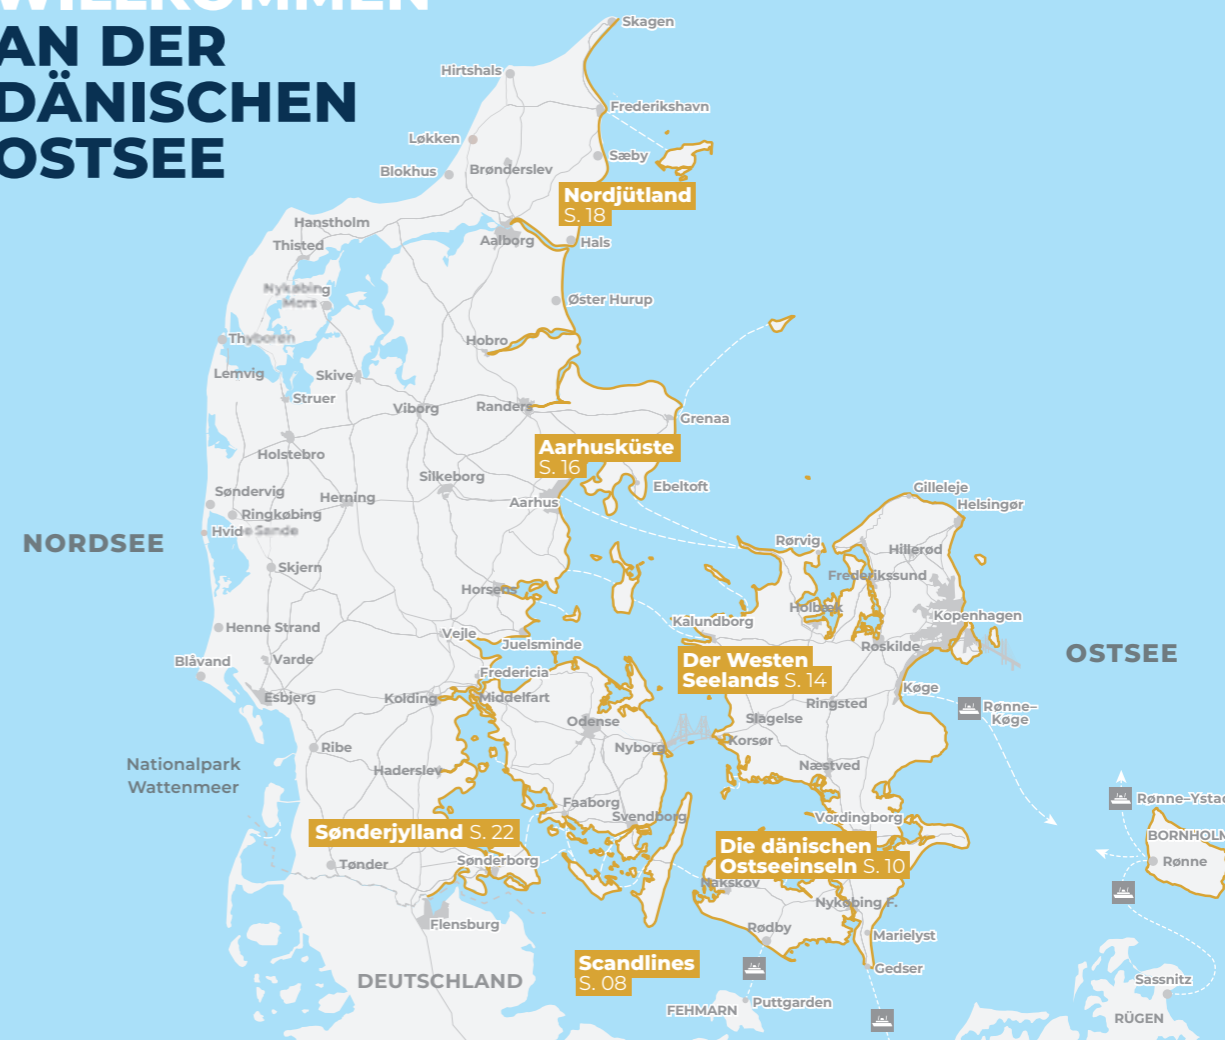 WILLKOMMEN
AN DER
DÄNISCHEN
OSTSEE
Skagen
Hirtshals
Frederikshavn
Løkken
Sæby
Blokhus
Brønderslev
Nordjütland
S. 18
Hanstholm
Thisted
Aalborg
Hals
Nykøbing
Mors
Øster Hurup
Thyborøn
Hobro
Lemvig
Skive
Struer
Viborg
Randers
Grenaa
Aarhusküste
S. 16
Holstebro
Silkeborg
Ebeltoft
Gilleleje
Søndervig
Herning
Aarhus
Helsingør
Ringkøbing
Hvide Sande
NORDSEE
Rørvig
Hillerød
Skjern
Frederikssund
Horsens
Holbæk
Kopenhagen
Kalundborg
Henne Strand
Vejle
Juelsminde
Roskilde
OSTSEE
Blåvand
Varde
Fredericia
Der Westen
Seelands S. 14
Esbjerg
Kolding
Middelfart
Køge
Ringsted
Rønne–
Køge
Odense
Slagelse
Ribe
Nyborg
Korsør
Nationalpark
Wattenmeer
Haderslev
Næstved
Rønne–Ystad
Faaborg
Svendborg
Vordingborg
Sønderjylland S. 22
BORNHOLM
Die dänischen
Ostseeinseln S. 10
Tønder
Sønderborg
Rønne
Nakskov
Nykøbing F.
Flensburg
Rødby
Marielyst
Scandlines
S. 08
Gedser
DEUTSCHLAND
Sassnitz
Puttgarden
FEHMARN
RÜGEN